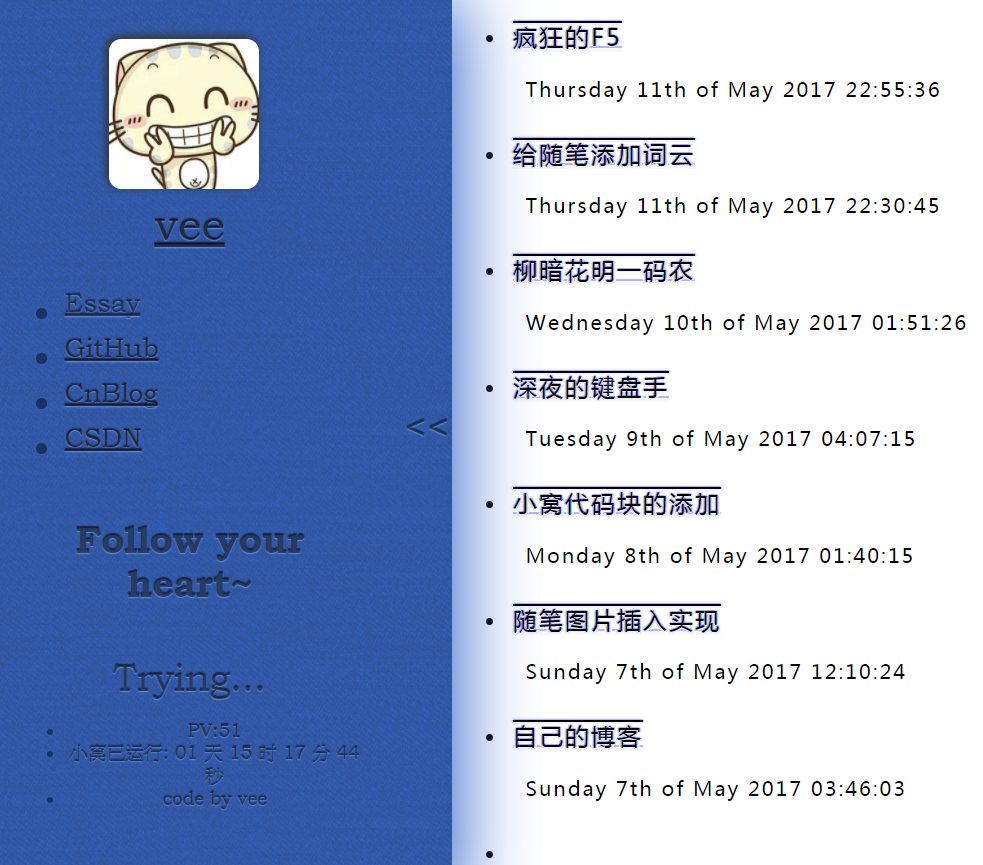 vee
Essay
GitHub
CnBlog
CSDN
<<
Follow your
heart~
Trying...
PV:51
小窝已运行: 01 天 15 时 17 分 44
秒
code by vee
疯狂的F5
Thursday 11th of May 2017 22:55:36
给随笔添加词云
Thursday 11th of May 2017 22:30:45
柳暗花明一码农
Wednesday 10th of May 2017 01:51:26
深夜的键盘手
Tuesday 9th of May 2017 04:07:15
小窝代码块的添加
Monday 8th of May 2017 01:40:15
随笔图片插入实现
Sunday 7th of May 2017 12:10:24
自己的博客
Sunday 7th of May 2017 03:46:03